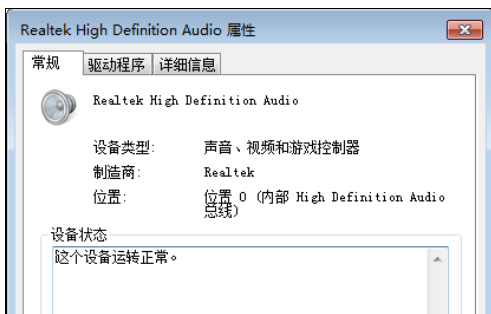 Realtek High Definition Audio 属性
常规 驱动程序 详细信息
Realtek High Definition Audio
设备类型: 声音、视频和游戏控制器
制造商: Realtek
位置: 位置 0 (内部 High Definition Audio
总线)
设备状态
这个设备运转正常。